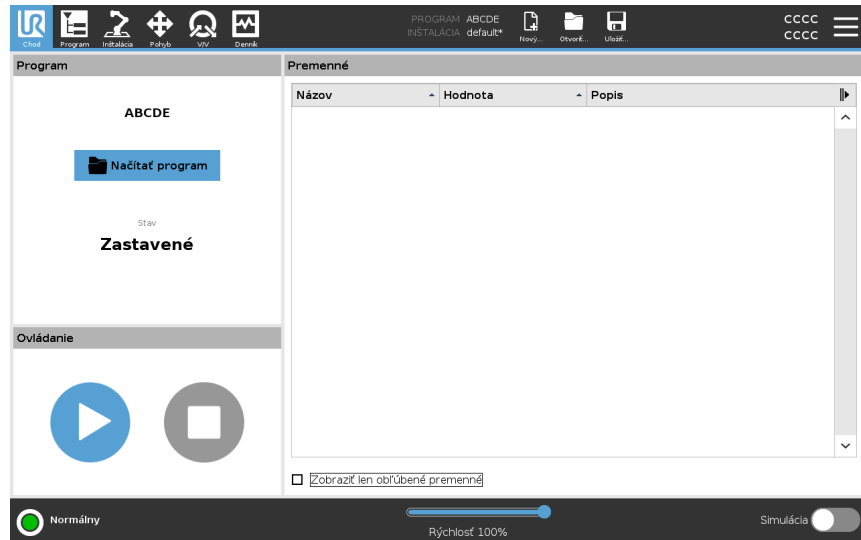 UR
Chod
Program
Inštalácia
Pohyb
V/V
Denník
PROGRAM ABCDE
INŠTALÁCIA default*
Nový...
Otvoriť...
Uložiť...
CCCC
CCCC
Program
ABCDE
Načítať program
Stav
Zastavené
Ovládanie
Premenné
Názov Hodnota Popis
Zobraziť len obľúbené premenné
Normálny
Rýchlosť 100%
Simulácia